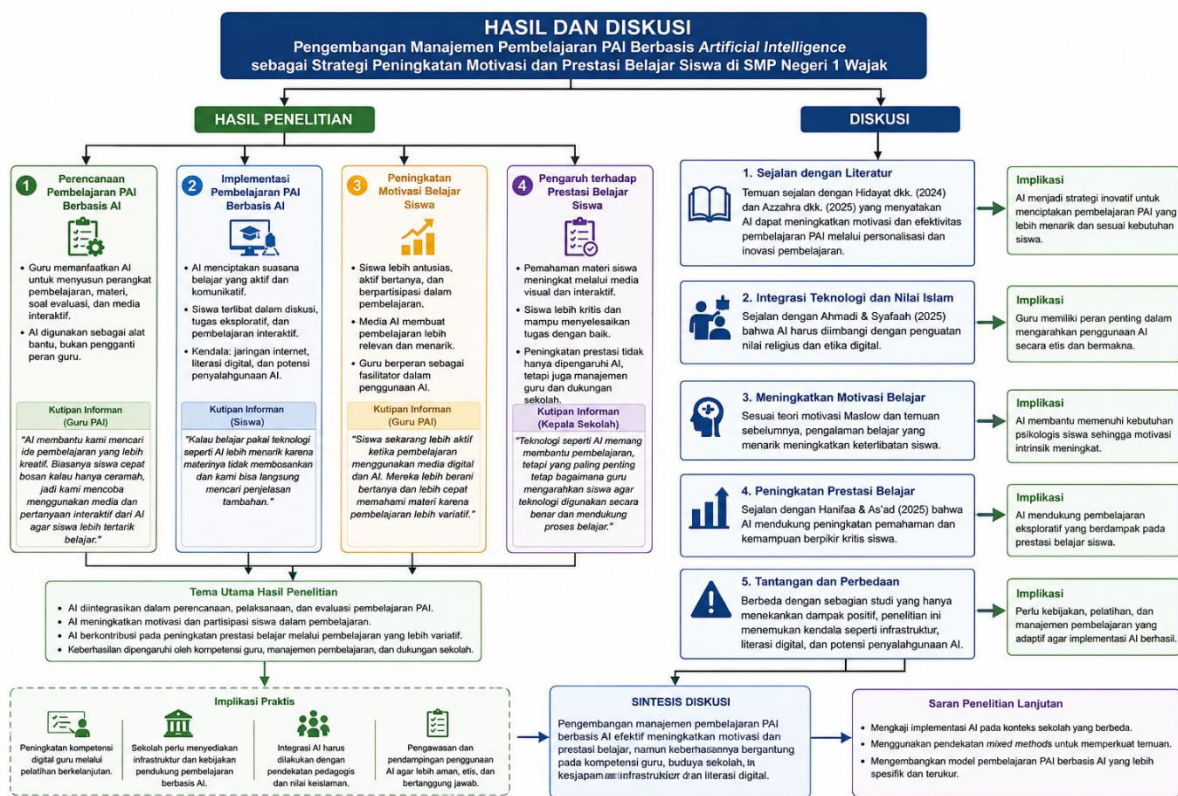 HASIL DAN DISKUSI
Pengembangan Manajemen Pembelajaran PAI Berbasis Artificial Intelligence
sebagai Strategi Peningkatan Motivasi dan Prestasi Belajar Siswa di SMP Negeri 1 Wajak
HASIL PENELITIAN
1
Perencanaan
Pembelajaran PAI
Berbasis AI
• Guru memanfaatkan AI
untuk menyusun perangkat
pembelajaran, materi,
soal evaluasi, dan media
interaktif.
• AI digunakan sebagai alat
bantu, bukan pengganti
peran guru.
Kutipan Informan
(Guru PAI)
"AI membantu kami mencari
ide pembelajaran yang lebih
kreatif. Biasanya siswa cepat
bosan kalau hanya ceramah,
jadi kami mencoba
menggunakan media dan
pertanyaan interaktif dari AI
agar siswa lebih tertarik
belajar."
2
Implementasi
Pembelajaran PAI
Berbasis AI
• AI menciptakan suasana
belajar yang aktif dan
komunikatif.
• Siswa terlibat dalam diskusi,
tugas eksploratif, dan
pembelajaran interaktif.
• Kendala: jaringan internet,
literasi digital, dan potensi
penyalahgunaan AI.
Kutipan Informan
(Siswa)
"Kalau belajar pakai teknologi
seperti AI lebih menarik karena
materinya tidak membosankan
dan kami bisa langsung
mencari penjelasan
tambahan."
3
Peningkatan
Motivasi Belajar
Siswa
• Siswa lebih antusias,
aktif bertanya, dan
berpartisipasi dalam
pembelajaran.
• Media AI membuat
pembelajaran lebih
relevan dan menarik.
• Guru berperan sebagai
fasilitator dalam
penggunaan AI.
Kutipan Informan
(Guru PAI)
"Siswa sekarang lebih aktif
ketika pembelajaran
menggunakan media digital
dan AI. Mereka lebih berani
bertanya dan lebih cepat
memahami materi karena
pembelajaran lebih variatif."
4
Pengaruh terhadap
Prestasi Belajar
Siswa
• Pemahaman materi siswa
meningkat melalui media
visual dan interaktif.
• Siswa lebih kritis dan
mampu menyelesaikan
tugas dengan baik.
• Peningkatan prestasi tidak
hanya dipengaruhi AI,
tetapi juga manajemen
guru dan dukungan
sekolah.
Kutipan Informan
(Kepala Sekolah)
"Teknologi seperti AI memang
membantu pembelajaran,
tetapi yang paling penting
tetap bagaimana guru
mengarahkan siswa agar
teknologi digunakan secara
benar dan mendukung
proses belajar."
Tema Utama Hasil Penelitian
• AI diintegrasikan dalam perencanaan, pelaksanaan, dan evaluasi pembelajaran PAI.
• AI meningkatkan motivasi dan partisipasi siswa dalam pembelajaran.
• AI berkontribusi pada peningkatan prestasi belajar melalui pembelajaran yang lebih variatif.
• Keberhasilan dipengaruhi oleh kompetensi guru, manajemen pembelajaran, dan dukungan sekolah.
Implikasi Praktis
Peningkatan kompetensi
digital guru melalui
pelatihan berkelanjutan.
Sekolah perlu menyediakan
infrastruktur dan kebijakan
pendukung pembelajaran
berbasis AI.
Integrasi AI harus
dilakukan dengan
pendekatan pedagogis
dan nilai keislaman.
Pengawasan dan
pendampingan penggunaan
AI agar lebih aman, etis, dan
bertanggung jawab.
DISKUSI
1. Sejalan dengan Literatur
Temuan sejalan dengan Hidayat dkk. (2024)
dan Azzahra dkk. (2025) yang menyatakan
AI dapat meningkatkan motivasi dan efektivitas
pembelajaran PAI melalui personalisasi dan
inovasi pembelajaran.
Implikasi
AI menjadi strategi inovatif untuk
menciptakan pembelajaran PAI yang
lebih menarik dan sesuai kebutuhan
siswa.
2. Integrasi Teknologi dan Nilai Islam
Sejalan dengan Ahmadi & Syafaah (2025)
bahwa AI harus diimbangi dengan penguatan
nilai religius dan etika digital.
Implikasi
Guru memiliki peran penting dalam
mengarahkan penggunaan AI
secara etis dan bermakna.
3. Meningkatkan Motivasi Belajar
Sesuai teori motivasi Maslow dan temuan
sebelumnya, pengalaman belajar yang
menarik meningkatkan keterlibatan siswa.
Implikasi
AI membantu memenuhi kebutuhan
psikologis siswa sehingga motivasi
intrinsik meningkat.
4. Peningkatan Prestasi Belajar
Sejalan dengan Hanifaa & As'ad (2025) bahwa
AI mendukung peningkatan pemahaman dan
kemampuan berpikir kritis siswa.
Implikasi
AI mendukung pembelajaran
eksploratif yang berdampak pada
prestasi belajar siswa.
5. Tantangan dan Perbedaan
Berbeda dengan sebagian studi yang hanya
menekankan dampak positif, penelitian ini
menemukan kendala seperti infrastruktur,
literasi digital, dan potensi penyalahgunaan AI.
Implikasi
Perlu kebijakan, pelatihan, dan
manajemen pembelajaran yang
adaptif agar implementasi AI berhasil.
SINTESIS DISKUSI
Pengembangan manajemen pembelajaran PAI
berbasis AI efektif meningkatkan motivasi dan
prestasi belajar, namun keberhasilannya bergantung
pada kompetensi guru, budaya sekolah,
infrastruktur dan literasi digital.
Saran Penelitian Lanjutan
• Mengkaji implementasi AI pada konteks sekolah yang berbeda.
• Menggunakan pendekatan mixed methods untuk memperkuat temuan.
• Mengembangkan model pembelajaran PAI berbasis AI yang lebih
spesifik dan terukur.